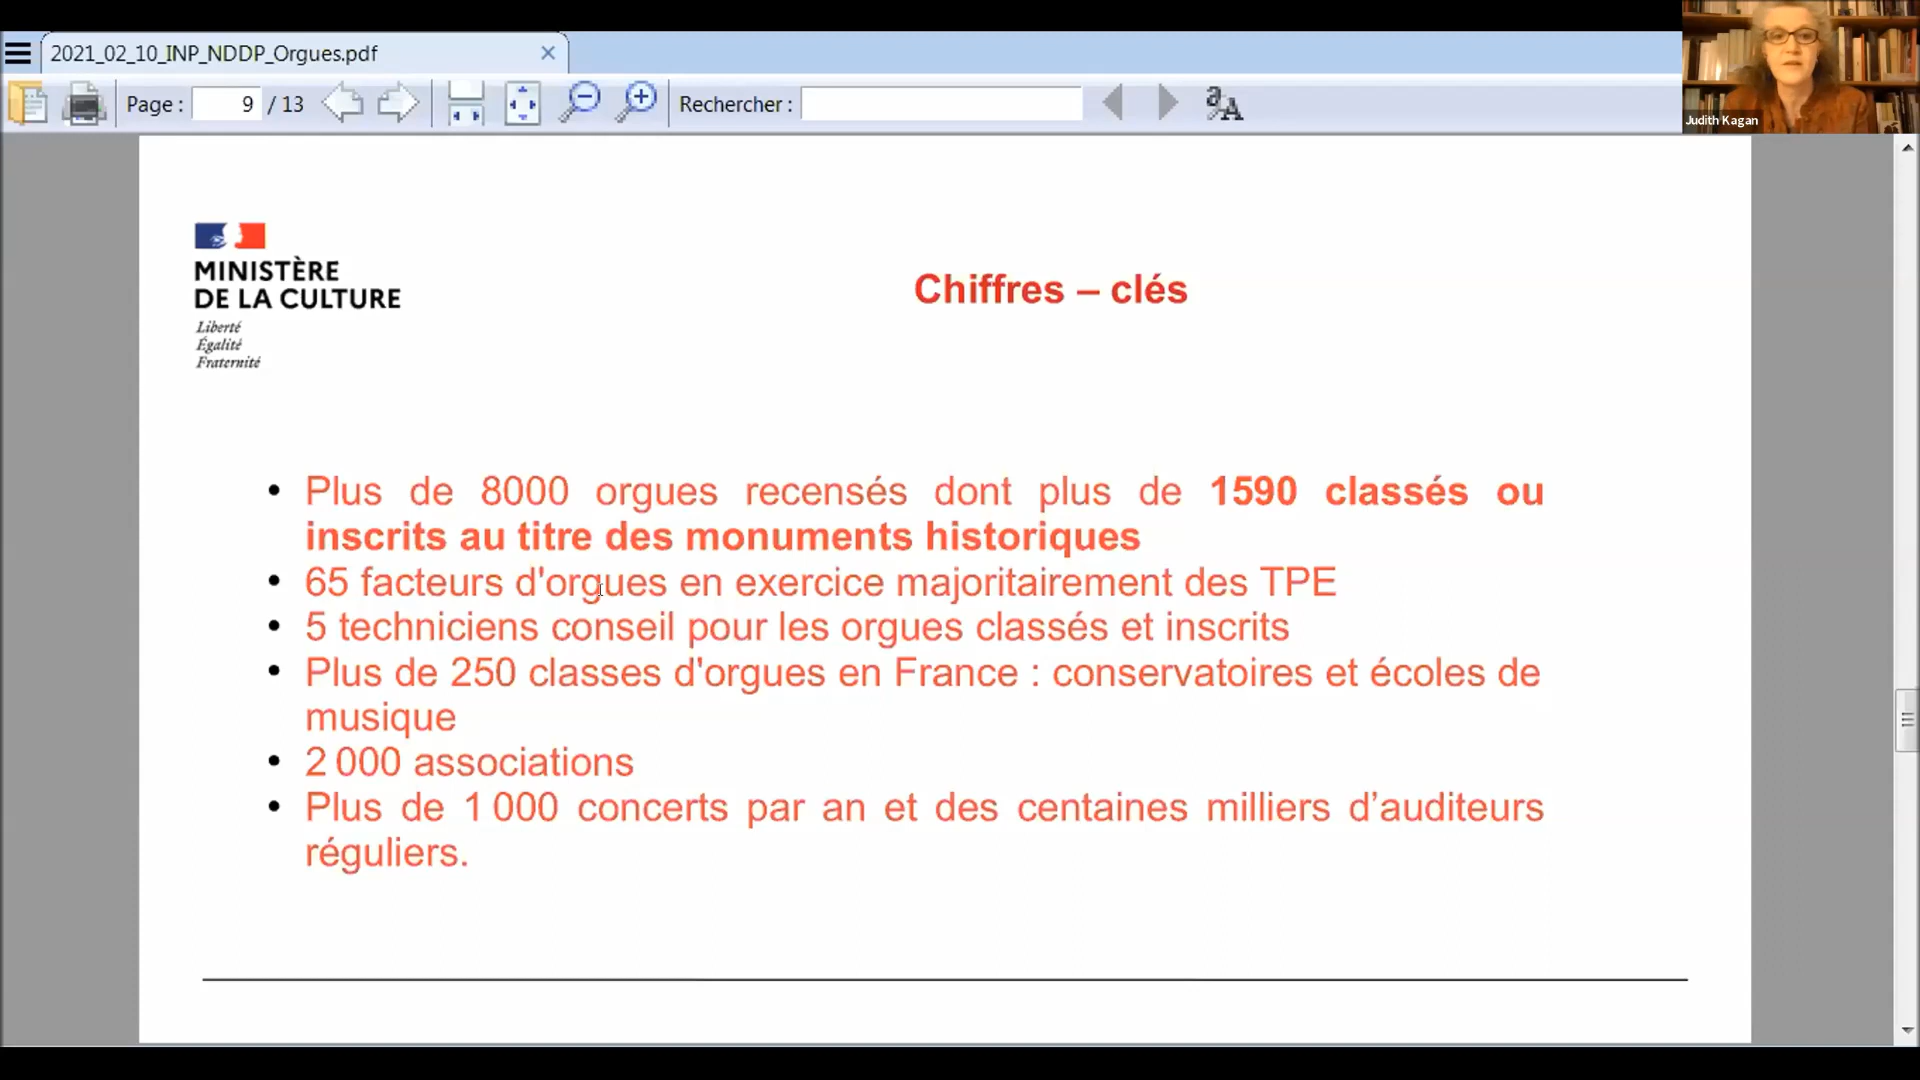 2021_02_10_INP_NDDP_Orgues.pdf
Page : 9 / 13 Rechercher :
Judith Kagan
MINISTÈRE
DE LA CULTURE
Liberté
Égalité
Fraternité
Chiffres – clés
• Plus de 8000 orgues recensés dont plus de 1590 classés ou
inscrits au titre des monuments historiques
• 65 facteurs d'orgues en exercice majoritairement des TPE
• 5 techniciens conseil pour les orgues classés et inscrits
• Plus de 250 classes d'orgues en France : conservatoires et écoles de
musique
• 2 000 associations
• Plus de 1 000 concerts par an et des centaines milliers d’auditeurs
réguliers.